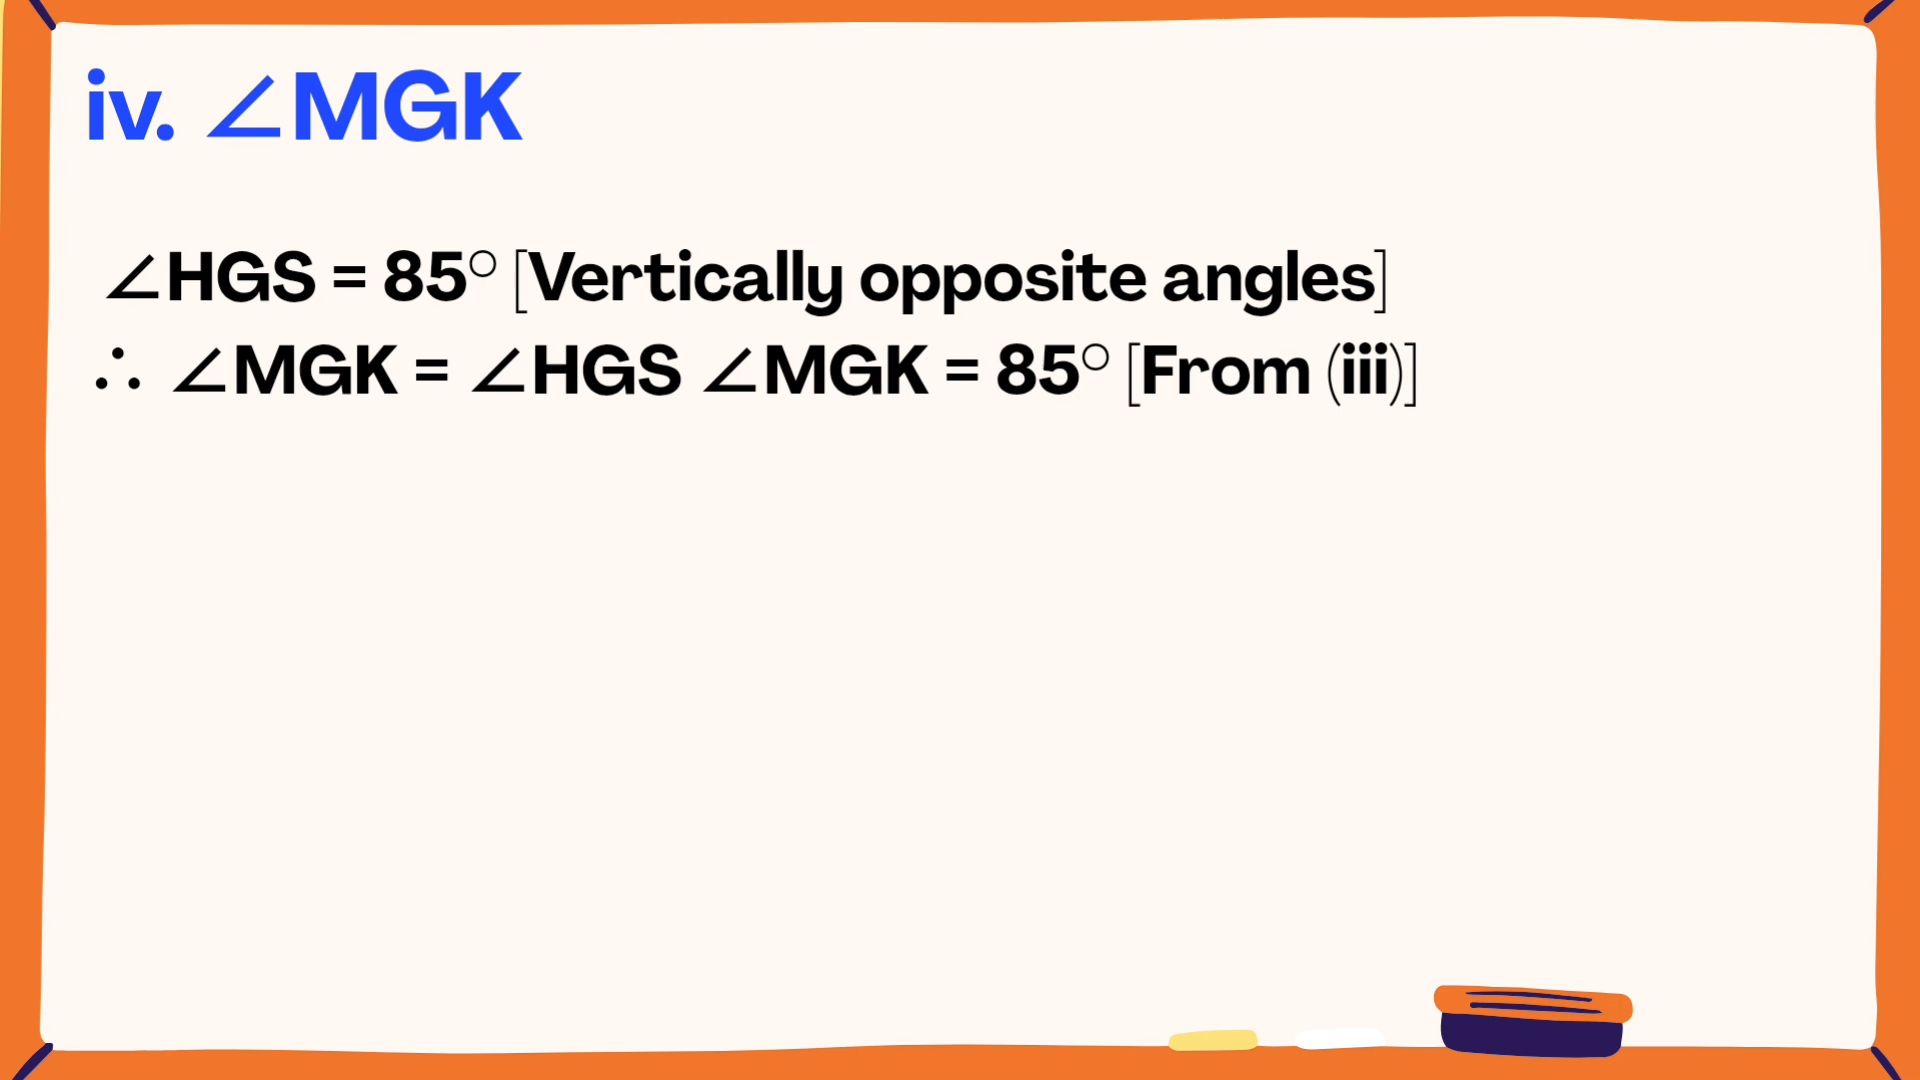 iv. ∠MGK
∠HGS = 85° [Vertically opposite angles]
∴ ∠MGK = ∠HGS ∠MGK = 85° [From (iii)]